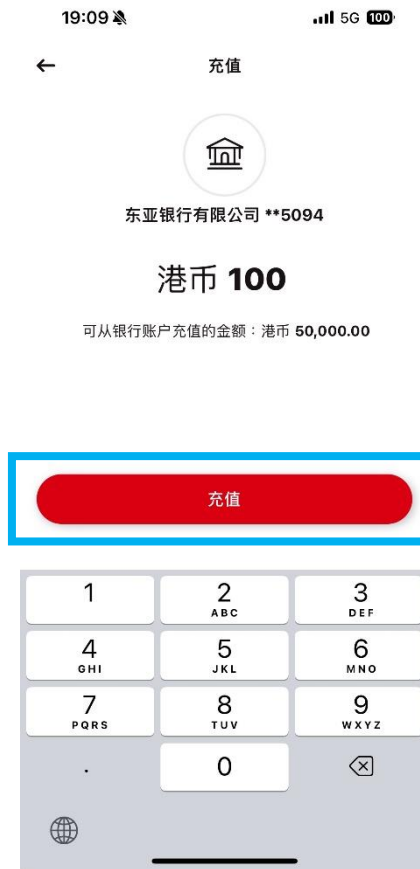 19:09 5G 100
充值
东亚银行有限公司 **5094
港币 100
可从银行账户充值的金额：港币 50,000.00
充值
1 2 3
ABC DEF
4 5 6
GHI JKL MNO
7 8 9
PQRS TUV WXYZ
. 0